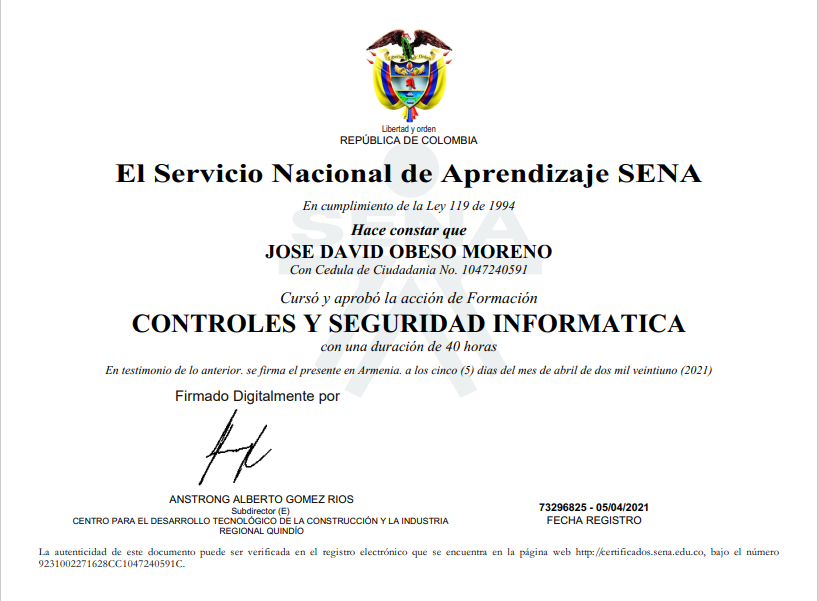 Libertad y orden
REPÚBLICA DE COLOMBIA
El Servicio Nacional de Aprendizaje SENA
En cumplimiento de la Ley 119 de 1994
Hace constar que
JOSE DAVID OBESO MORENO
Con Cedula de Ciudadania No. 1047240591
Cursó y aprobó la acción de Formación
CONTROLES Y SEGURIDAD INFORMATICA
con una duración de 40 horas
En testimonio de lo anterior. se firma el presente en Armenia. a los cinco (5) dias del mes de abril de dos mil veintiuno (2021)
Firmado Digitalmente por
ANSTRONG ALBERTO GOMEZ RIOS
Subdirector (E)
CENTRO PARA EL DESARROLLO TECNOLÓGICO DE LA CONSTRUCCIÓN Y LA INDUSTRIA
REGIONAL QUINDÍO
73296825 - 05/04/2021
FECHA REGISTRO
La autenticidad de este documento puede ser verificada en el registro electrónico que se encuentra en la página web http://certificados.sena.edu.co, bajo el número
9231002271628CC1047240591C.
SENA